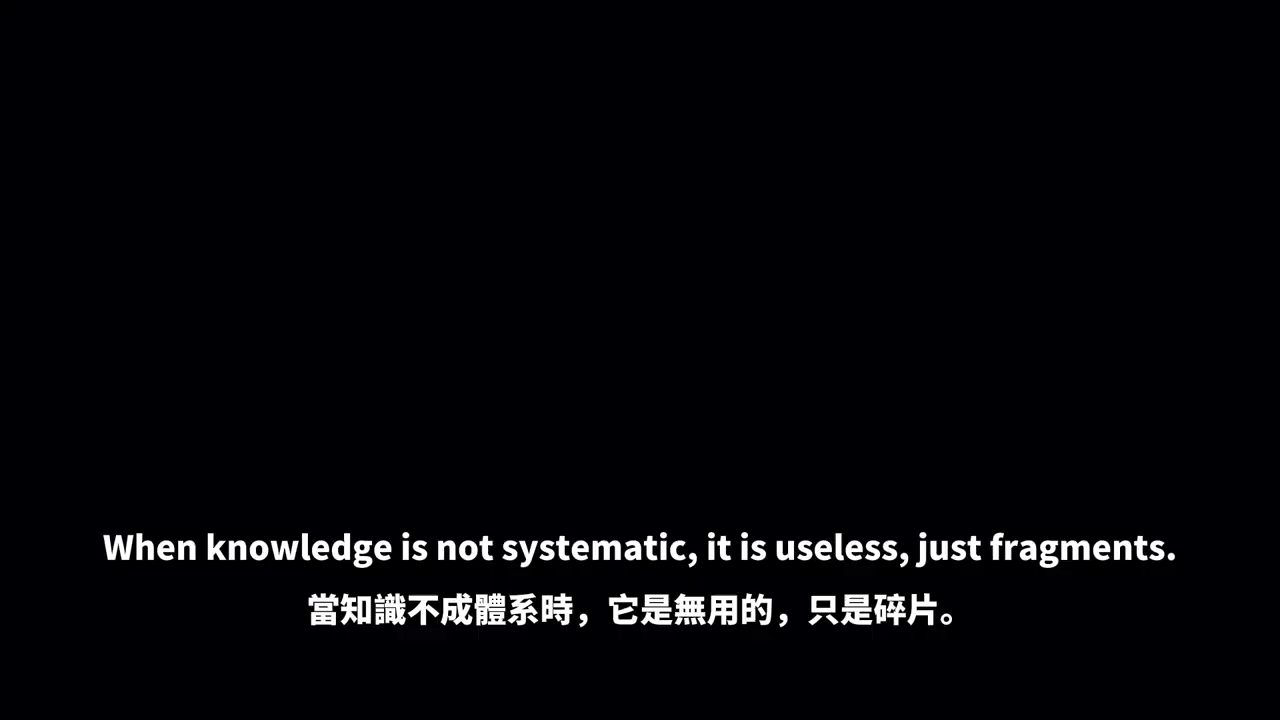 When knowledge is not systematic, it is useless, just fragments.
當知識不成體系時，它是無用的，只是碎片。